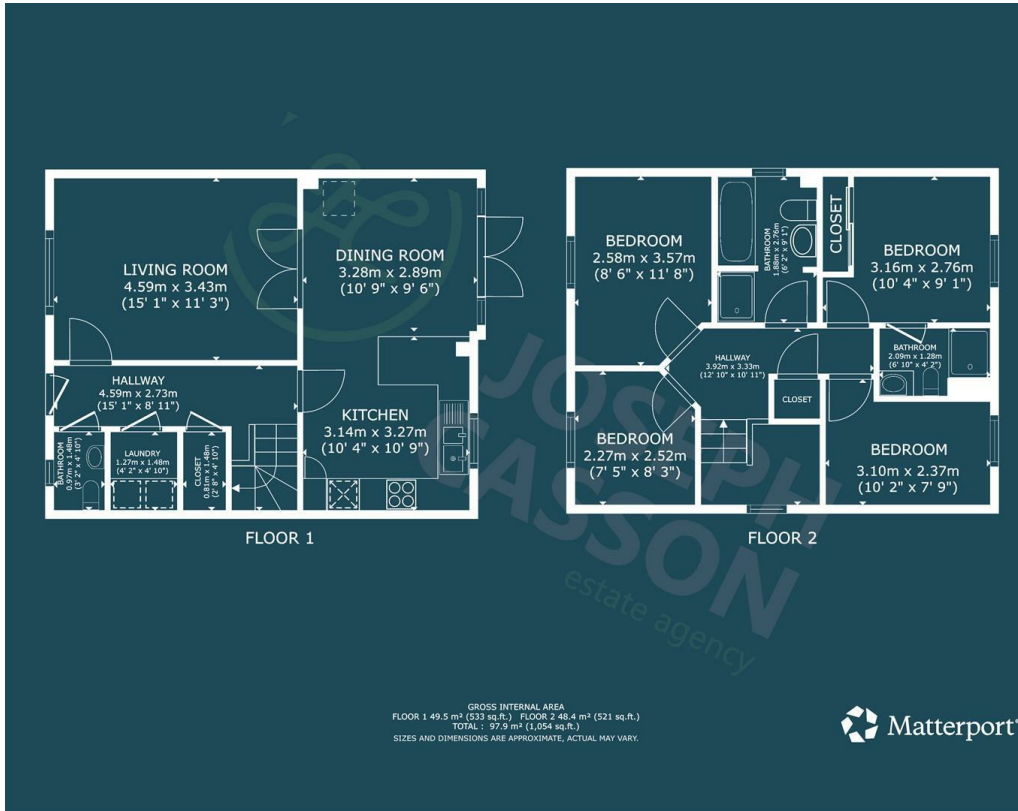 LIVING ROOM
4.59m x 3.43m
(15' 1" x 11' 3")
DINING ROOM
3.28m x 2.89m
(10' 9" x 9' 6")
HALLWAY
4.59m x 2.73m
(15' 1" x 8' 11")
KITCHEN
3.14m x 3.27m
(10' 4" x 10' 9")
BATHROOM
0.97m x 1.48m
(3' 2" x 4' 10")
LAUNDRY
1.27m x 1.48m
(4' 2" x 4' 10")
CLOSET
0.81m x 1.48m
(2' 8" x 4' 10")
FLOOR 1
BEDROOM
2.58m x 3.57m
(8' 6" x 11' 8")
BATHROOM
1.88m x 2.76m
(6' 2" x 9' 1")
CLOSET
BEDROOM
3.16m x 2.76m
(10' 4" x 9' 1")
HALLWAY
3.92m x 3.33m
(12' 10" x 10' 11")
BATHROOM
2.09m x 1.28m
(6' 10" x 4' 2")
CLOSET
BEDROOM
2.27m x 2.52m
(7' 5" x 8' 3")
BEDROOM
3.10m x 2.37m
(10' 2" x 7' 9")
FLOOR 2
JOSEPH
CASSON
estate agency
GROSS INTERNAL AREA
FLOOR 1 49.5 m² (533 sq.ft.) FLOOR 2 48.4 m² (521 sq.ft.)
TOTAL : 97.9 m² (1,054 sq.ft.)
SIZES AND DIMENSIONS ARE APPROXIMATE, ACTUAL MAY VARY.
Matterport